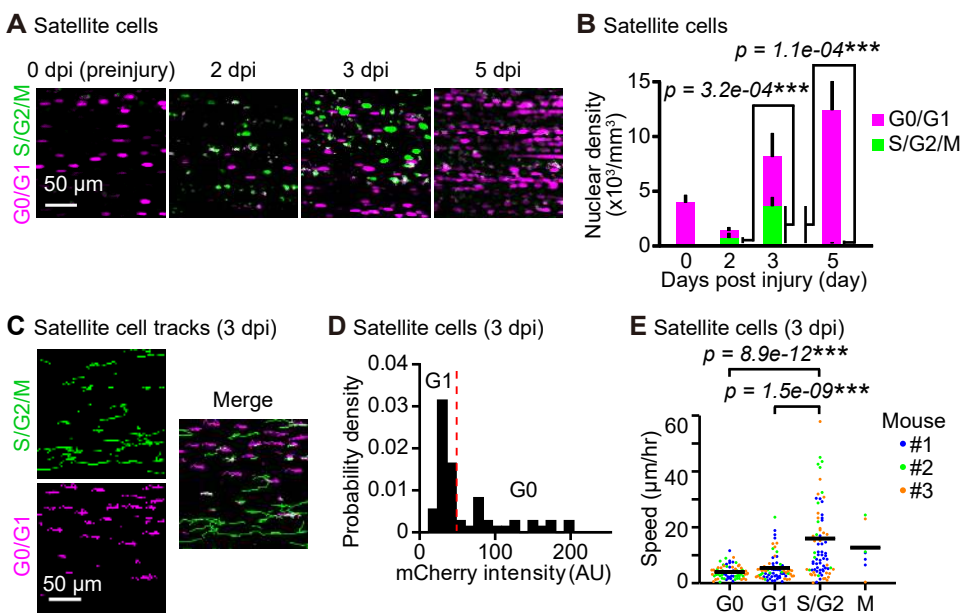 A Satellite cells
0 dpi (preinjury)
2 dpi
3 dpi
5 dpi
G0/G1 S/G2/M
50 μm
B Satellite cells
p = 1.1e-04***
p = 3.2e-04***
Nuclear density
(x10³/mm³)
15
10
5
0
0
2
3
5
Days post injury (day)
G0/G1
S/G2/M
C Satellite cell tracks (3 dpi)
S/G2/M
G0/G1
50 μm
Merge
D Satellite cells (3 dpi)
Probability density
0.04
0.03
0.02
0.01
0
G1
G0
0
100
200
mCherry intensity (AU)
E Satellite cells (3 dpi)
p = 8.9e-12***
p = 1.5e-09***
Speed (μm/hr)
60
40
20
0
G0
G1
S/G2
M
Mouse
#1
#2
#3